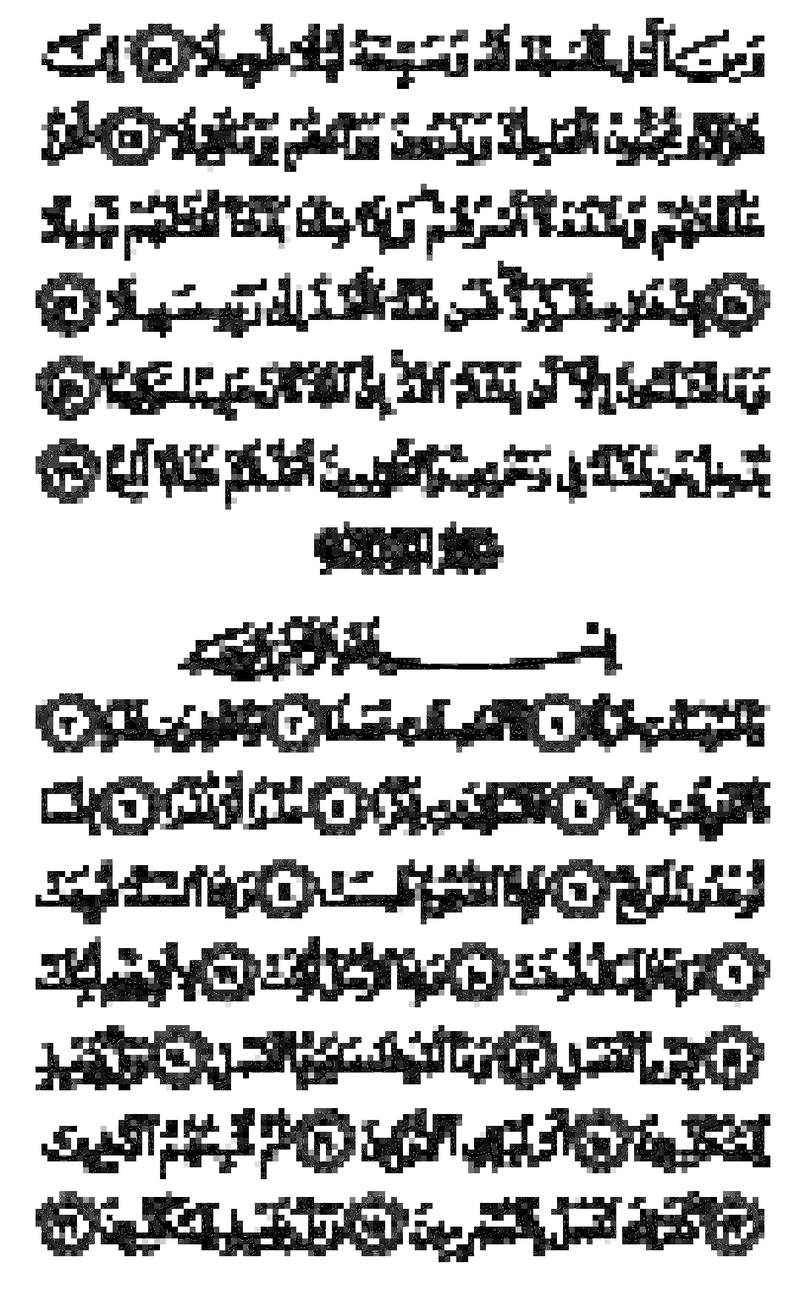 وَمِنَ ٱلَّيۡلِ فَٱسۡجُدۡ لَهُۥ وَسَبِّحۡهُ لَيۡلٗا طَوِيلًا ٢٦ إِنَّ
هَٰٓؤُلَآءِ يُحِبُّونَ ٱلۡعَاجِلَةَ وَيَذَرُونَ وَرَآءَهُمۡ يَوۡمٗا ثَقِيلٗا ٢٧ نَّحۡنُ
خَلَقۡنَٰهُمۡ وَشَدَدۡنَآ أَسۡرَهُمۡۖ وَإِذَا شِئۡنَا بَدَّلۡنَآ أَمۡثَٰلَهُمۡ تَبۡدِيلًا
٢٨ إِنَّ هَٰذِهِۦ تَذۡكِرَةٞۖ فَمَن شَآءَ ٱتَّخَذَ إِلَىٰ رَبِّهِۦ سَبِيلٗا ٢٩
وَمَا تَشَآءُونَ إِلَّآ أَن يَشَآءَ ٱللَّهُۚ إِنَّ ٱللَّهَ كَانَ عَلِيمًا حَكِيمٗا ٣٠
يُدۡخِلُ مَن يَشَآءُ فِي رَحۡمَتِهِۦۚ وَٱلظَّٰلِمِينَ أَعَدَّ لَهُمۡ عَذَابًا أَلِيمَۢا ٣١
بِسۡمِ ٱللَّهِ ٱلرَّحۡمَٰنِ ٱلرَّحِيمِ
وَٱلۡمُرۡسَلَٰتِ عُرۡفٗا ١ فَٱلۡعَٰصِفَٰتِ عَصۡفٗا ٢ وَٱلنَّٰشِرَٰتِ نَشۡرٗا ٣
فَٱلۡفَٰرِقَٰتِ فَرۡقٗا ٤ فَٱلۡمُلۡقِيَٰتِ ذِكۡرًا ٥ عُذۡرًا أَوۡ نُذۡرًا ٦ إِنَّمَا
تُوعَدُونَ لَوَٰقِعٞ ٧ فَإِذَا ٱلنُّجُومُ طُمِسَتۡ ٨ وَإِذَا ٱلسَّمَآءُ فُرِجَتۡ
٩ وَإِذَا ٱلۡجِبَالُ نُسِفَتۡ ١٠ وَإِذَا ٱلرُّسُلُ أُقِّتَتۡ ١١ لِأَيِّ يَوۡمٍ أُجِّلَتۡ
١٢ لِيَوۡمِ ٱلۡفَصۡلِ ١٣ وَمَآ أَدۡرَىٰكَ مَا يَوۡمُ ٱلۡفَصۡلِ ١٤ وَيۡلٞ يَوۡمَئِذٖ
لِّلۡمُكَذِّبِينَ ١٥ أَلَمۡ نُهۡلِكِ ٱلۡأَوَّلِينَ ١٦ ثُمَّ نُتۡبِعُهُمُ ٱلۡأٓخِرِينَ
١٧ كَذَٰلِكَ نَفۡعَلُ بِٱلۡمُجۡرِمِينَ ١٨ وَيۡلٞ يَوۡمَئِذٖ لِّلۡمُكَذِّبِينَ ١٩